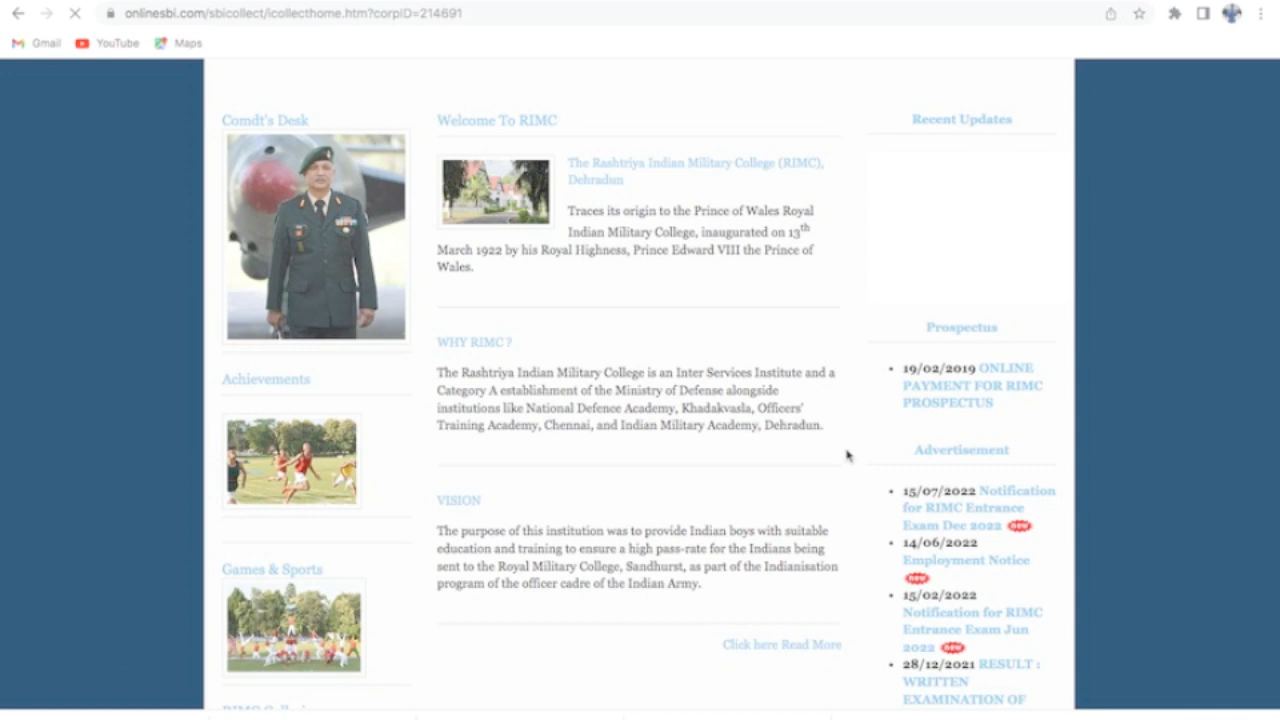 onlinesbi.com/sbicollect/icollecthome.htm?corpID=214691
Gmail YouTube Maps
Comdt's Desk
Achievements
Games & Sports
Welcome To RIMC
The Rashtriya Indian Military College (RIMC),
Dehradun
Traces its origin to the Prince of Wales Royal
Indian Military College, inaugurated on 13th
March 1922 by his Royal Highness, Prince Edward VIII the Prince of
Wales.
WHY RIMC ?
The Rashtriya Indian Military College is an Inter Services Institute and a
Category A establishment of the Ministry of Defense alongside
institutions like National Defence Academy, Khadakvasla, Officers'
Training Academy, Chennai, and Indian Military Academy, Dehradun.
VISION
The purpose of this institution was to provide Indian boys with suitable
education and training to ensure a high pass-rate for the Indians being
sent to the Royal Military College, Sandhurst, as part of the Indianisation
program of the officer cadre of the Indian Army.
Click here Read More
Recent Updates
Prospectus
19/02/2019 ONLINE
PAYMENT FOR RIMC
PROSPECTUS
Advertisement
15/07/2022 Notification
for RIMC Entrance
Exam Dec 2022 new
14/06/2022
Employment Notice
new
15/02/2022
Notification for RIMC
Entrance Exam Jun
2022 new
28/12/2021 RESULT :
WRITTEN
EXAMINATION OF